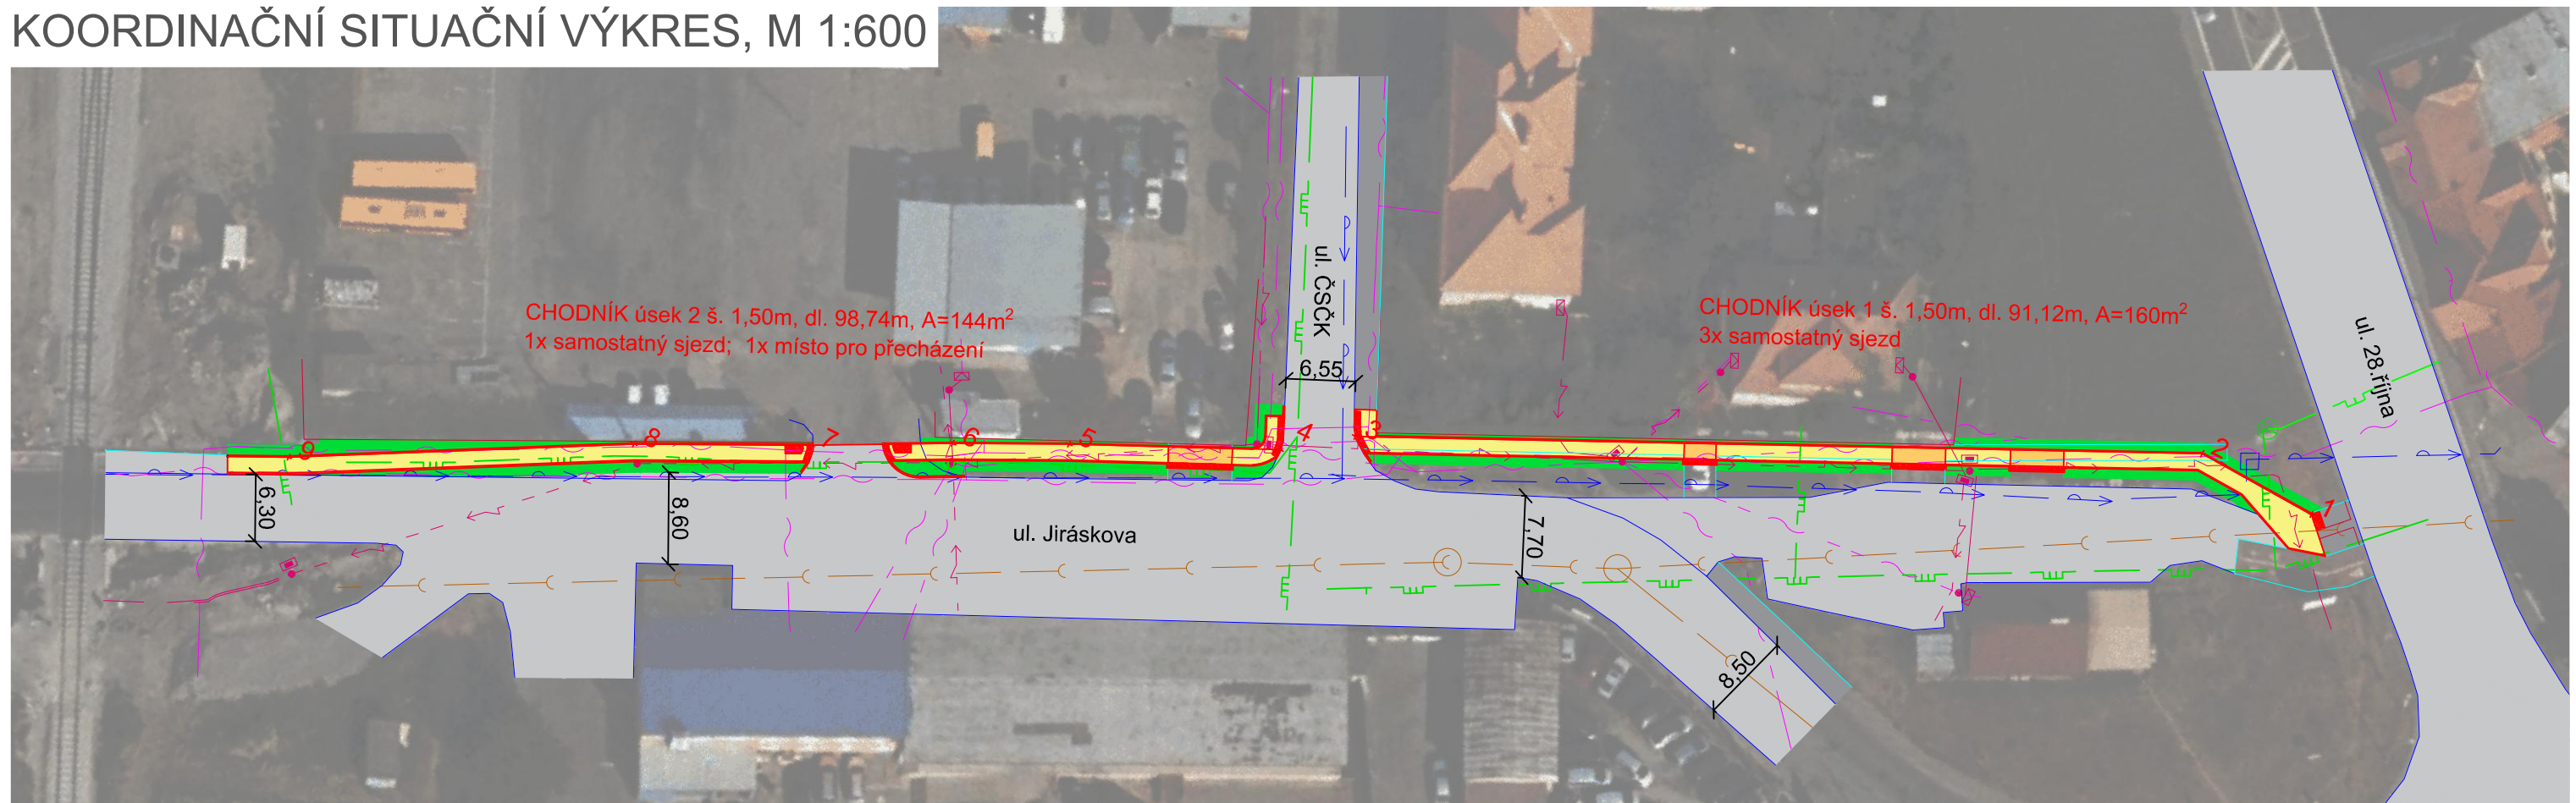 KOORDINAČNÍ SITUAČNÍ VÝKRES, M 1:600
CHODNÍK úsek 2 š. 1,50m, dl. 98,74m, A=144m²
1x samostatný sjezd; 1x místo pro přecházení
CHODNÍK úsek 1 š. 1,50m, dl. 91,12m, A=160m²
3x samostatný sjezd
ul. ČSČK
6,55
ul. 28.října
9
8
7
6
5
4
3
2
1
6,30
8,60
ul. Jiráskova
7,70
8,50